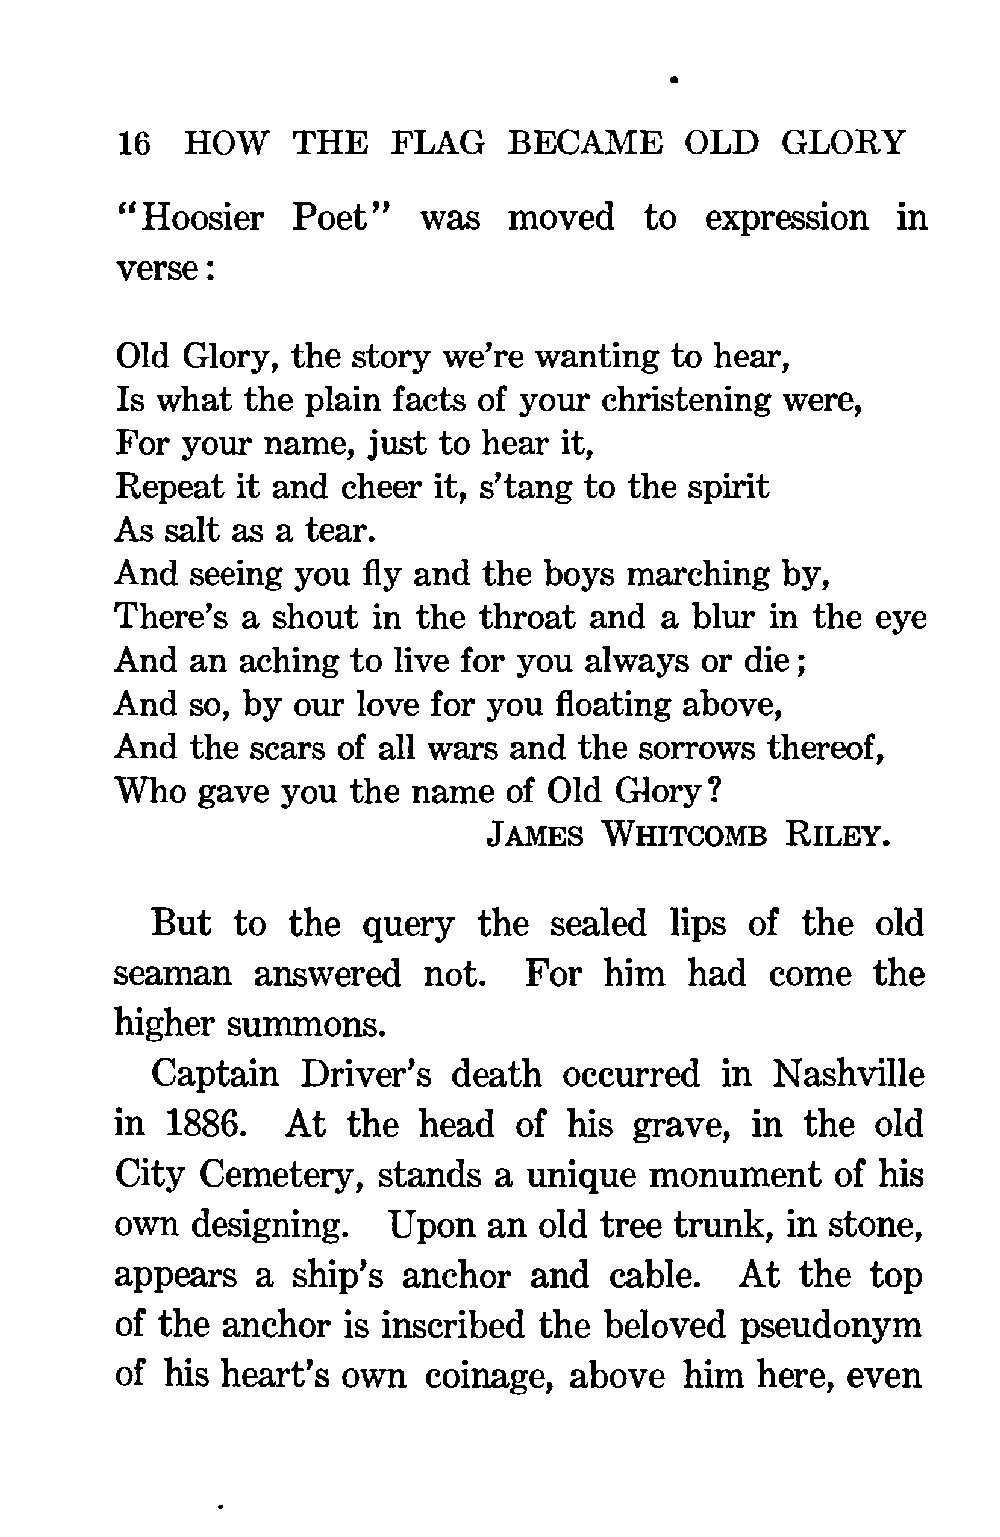 16 HOW THE FLAG BECAME OLD GLORY
"Hoosier Poet" was moved to expression in
verse:
Old Glory, the story we're wanting to hear,
Is what the plain facts of your christening were,
For your name, just to hear it,
Repeat it and cheer it, s'tang to the spirit
As salt as a tear.
And seeing you fly and the boys marching by,
There's a shout in the throat and a blur in the eye
And an aching to live for you always or die;
And so, by our love for you floating above,
And the scars of all wars and the sorrows thereof,
Who gave you the name of Old Glory?
JAMES WHITCOMB RILEY.
But to the query the sealed lips of the old
seaman answered not. For him had come the
higher summons.
Captain Driver's death occurred in Nashville
in 1886. At the head of his grave, in the old
City Cemetery, stands a unique monument of his
own designing. Upon an old tree trunk, in stone,
appears a ship's anchor and cable. At the top
of the anchor is inscribed the beloved pseudonym
of his heart's own coinage, above him here, even